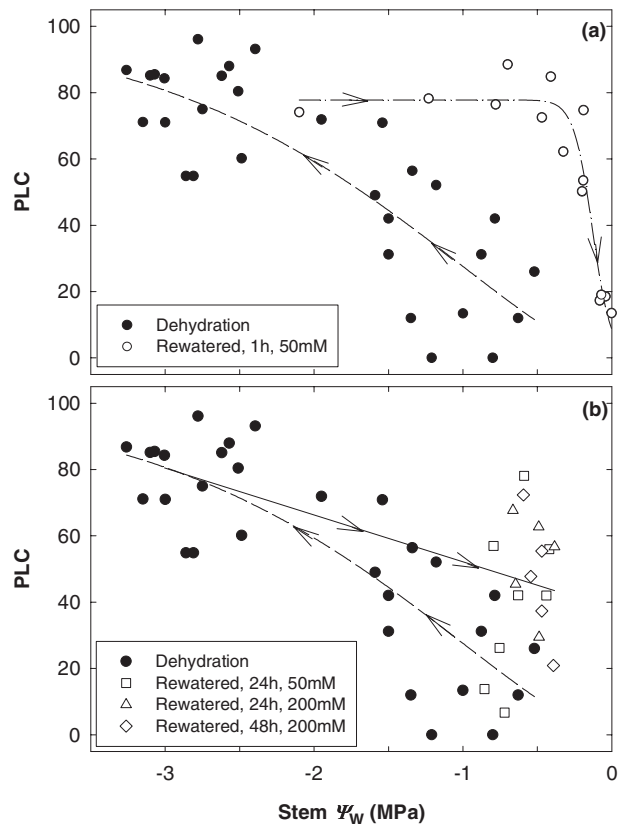 (a)
100
80
60
40
20
0
PLC
Dehydration
Rewatered, 1h, 50mM
(b)
100
80
60
40
20
0
PLC
Dehydration
Rewatered, 24h, 50mM
Rewatered, 24h, 200mM
Rewatered, 48h, 200mM
-3 -2 -1 0
Stem Ψ_W (MPa)